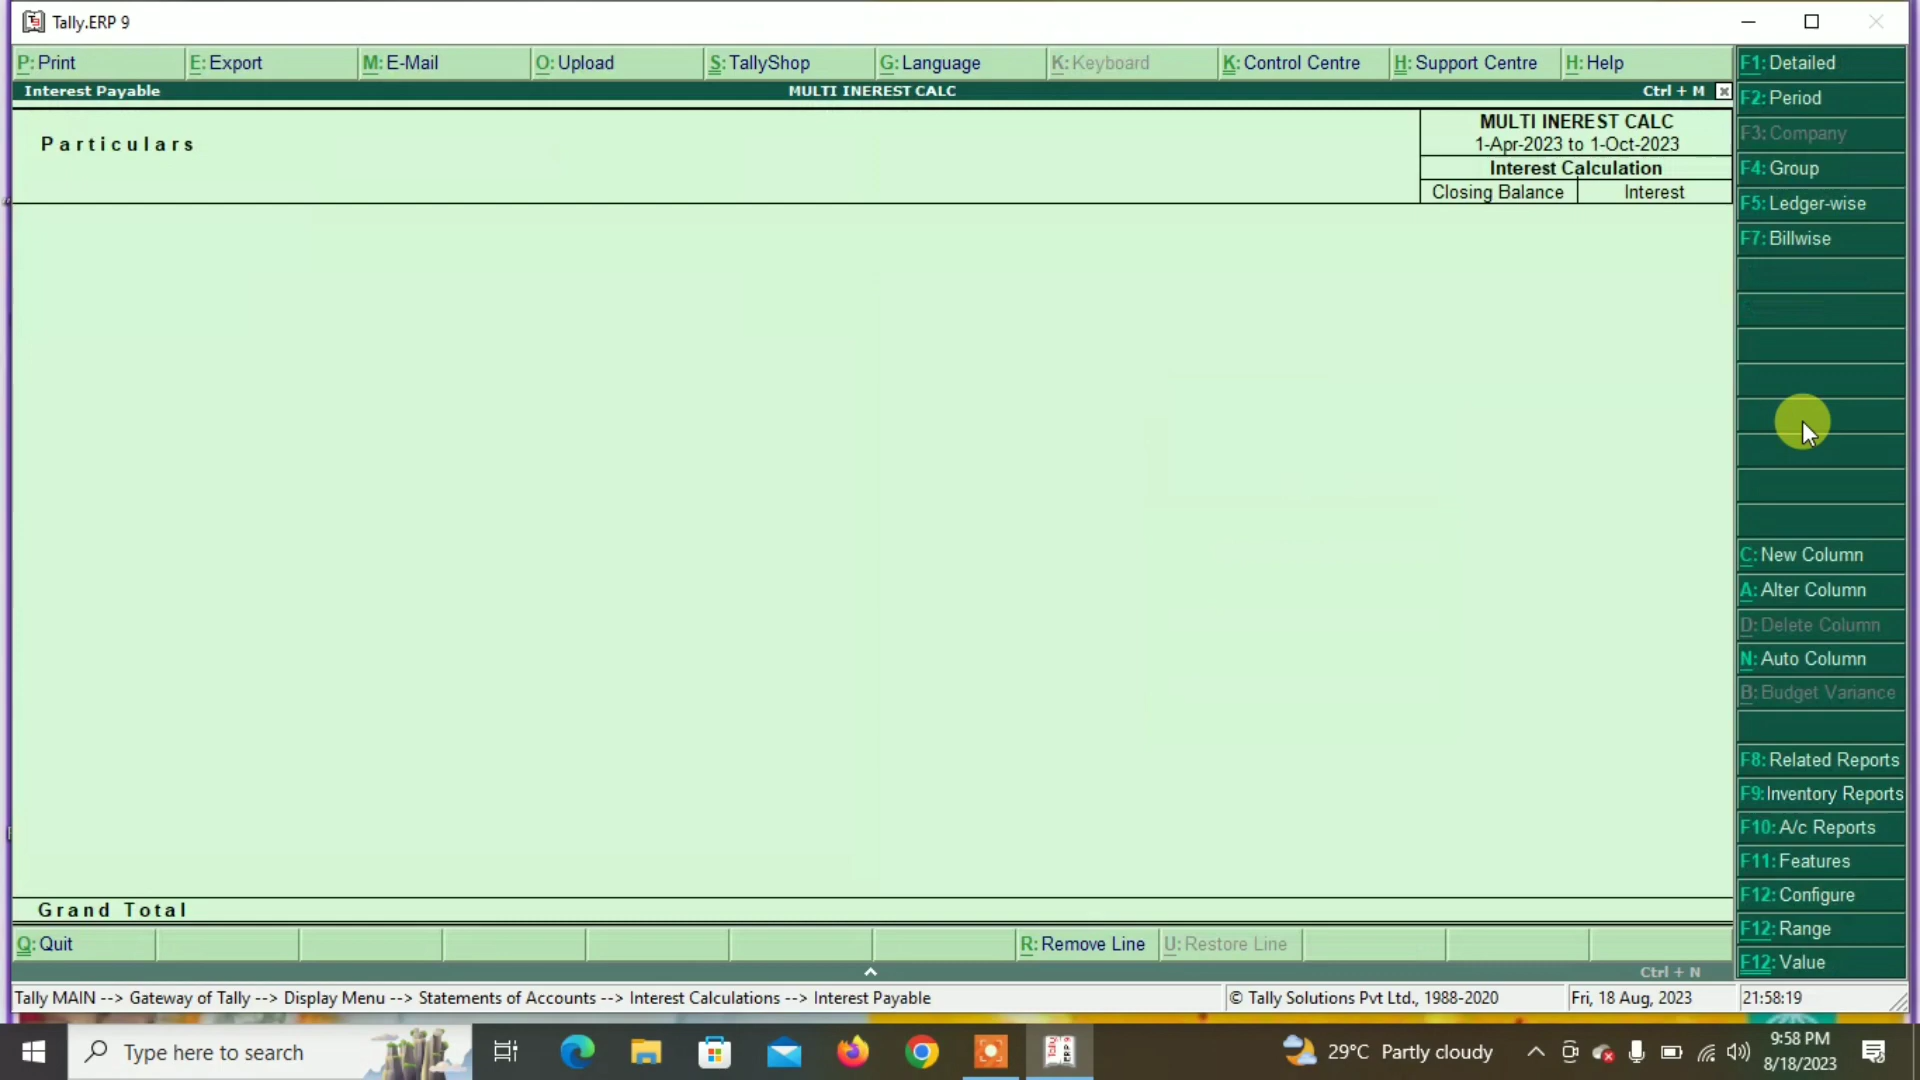 Tally.ERP 9
P: Print E: Export M: E-Mail O: Upload S: TallyShop G: Language K: Keyboard K: Control Centre H: Support Centre H: Help
Interest Payable MULTI INEREST CALC Ctrl + M
Particulars
MULTI INEREST CALC
1-Apr-2023 to 1-Oct-2023
Interest Calculation
Closing Balance Interest
Grand Total
Q: Quit R: Remove Line U: Restore Line
Ctrl + N
Tally MAIN --> Gateway of Tally --> Display Menu --> Statements of Accounts --> Interest Calculations --> Interest Payable © Tally Solutions Pvt Ltd., 1988-2020 Fri, 18 Aug, 2023 21:58:19
F1: Detailed
F2: Period
F3: Company
F4: Group
F5: Ledger-wise
F7: Billwise
C: New Column
A: Alter Column
D: Delete Column
N: Auto Column
B: Budget Variance
F8: Related Reports
F9: Inventory Reports
F10: A/c Reports
F11: Features
F12: Configure
F12: Range
F12: Value
Type here to search
29°C Partly cloudy
9:58 PM
8/18/2023